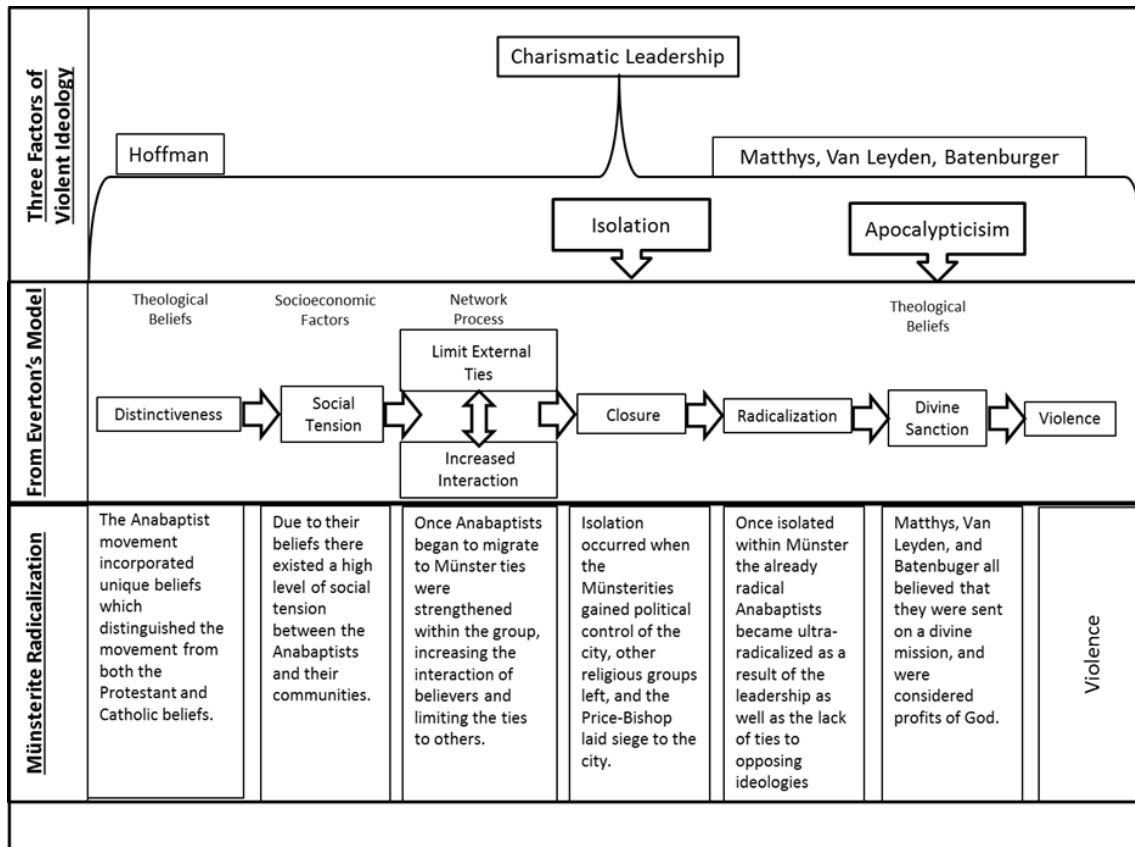 Three Factors of
Violent Ideology
Charismatic Leadership
Hoffman
Matthys, Van Leyden, Batenburger
Isolation
Apocalypticisim
From Everton's Model
Theological
Beliefs
Socioeconomic
Factors
Network
Process
Theological
Beliefs
Limit External
Ties
Distinctiveness
Social
Tension
Closure
Radicalization
Divine
Sanction
Violence
Increased
Interaction
Münsterite Radicalization
The Anabaptist
movement
incorporated
unique beliefs
which
distinguished the
movement from
both the
Protestant and
Catholic beliefs.
Due to their
beliefs there
existed a high
level of social
tension
between the
Anabaptists
and their
communities.
Once Anabaptists
began to migrate
to Münster ties
were
strengthened
within the group,
increasing the
interaction of
believers and
limiting the ties
to others.
Isolation
occurred when
the
Münsterities
gained political
control of the
city, other
religious groups
left, and the
Price-Bishop
laid siege to the
city.
Once isolated
within Münster
the already
radical
Anabaptists
became ultra-
radicalized as a
result of the
leadership as
well as the lack
of ties to
opposing
ideologies
Matthys, Van
Leyden, and
Batenbuger all
believed that
they were sent
on a divine
mission, and
were
considered
profits of God.
Violence